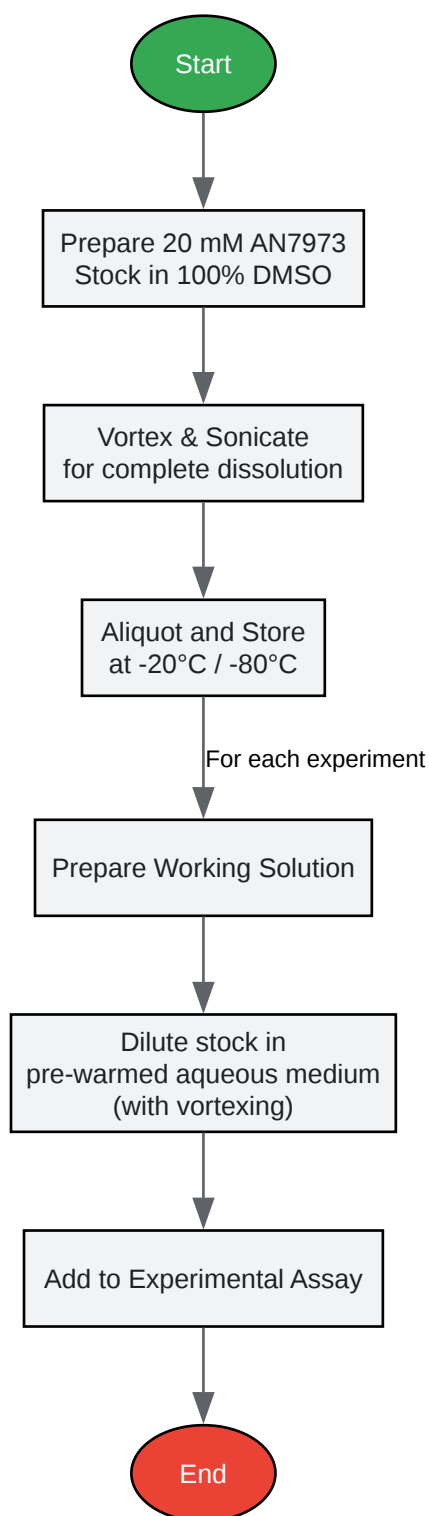 Start
Prepare 20 mM AN7973
Stock in 100% DMSO
Vortex & Sonicate
for complete dissolution
Aliquot and Store
at -20°C / -80°C
For each experiment
Prepare Working Solution
Dilute stock in
pre-warmed aqueous medium
(with vortexing)
Add to Experimental Assay
End